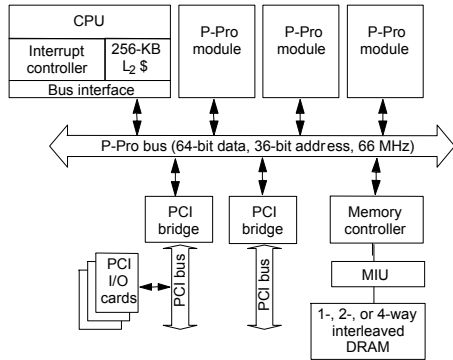 CPU
Interrupt
controller
256-KB
L₂ $
Bus interface
P-Pro
module
P-Pro
module
P-Pro
module
P-Pro bus (64-bit data, 36-bit address, 66 MHz)
PCI
bridge
PCI
bridge
Memory
controller
PCI
I/O
cards
PCI bus
PCI bus
MIU
1-, 2-, or 4-way
interleaved
DRAM